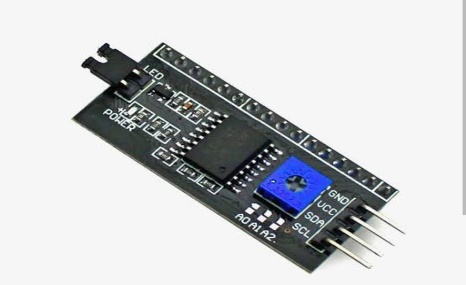 LED
POWER
GND
VCC
SDA
SCL
A0 A1 A2.